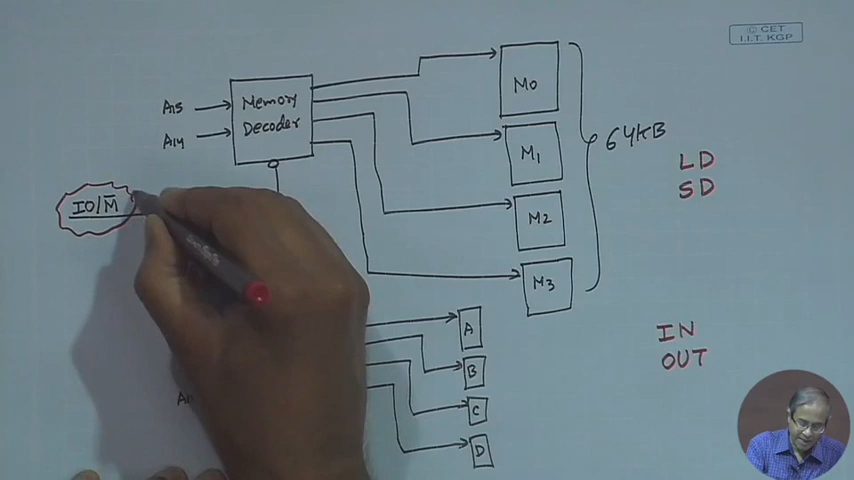 © CET
I.I.T. KGP
A15
A14
Memory
Decoder
M0
M1
M2
M3
64KB
LD
SD
IO/M̅
A
B
C
D
IN
OUT